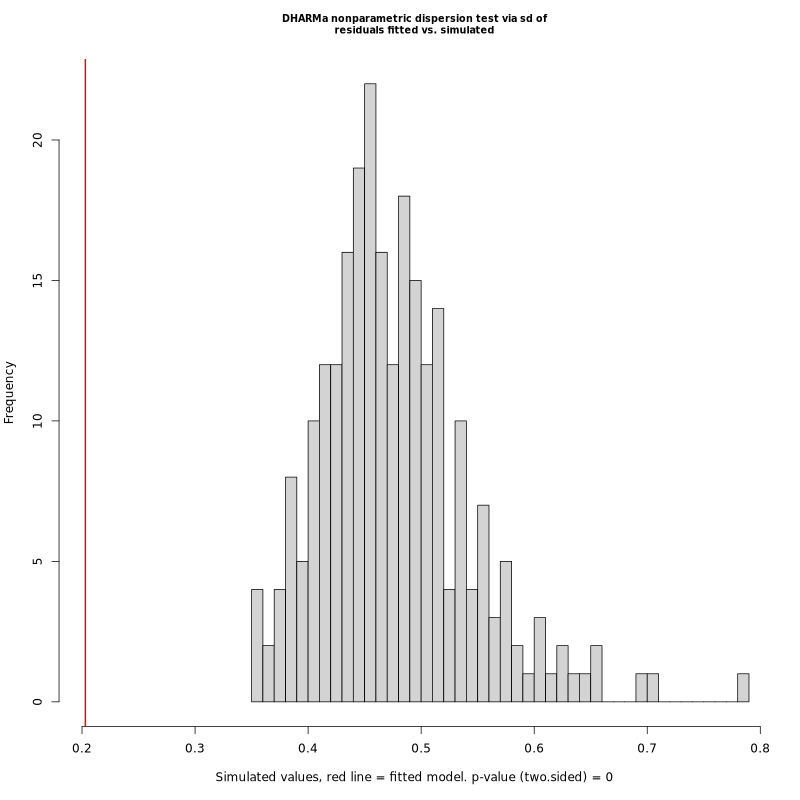 DHARMa nonparametric dispersion test via sd of
residuals fitted vs. simulated
Frequency
20
15
10
5
0
0.2 0.3 0.4 0.5 0.6 0.7 0.8
Simulated values, red line = fitted model. p-value (two.sided) = 0